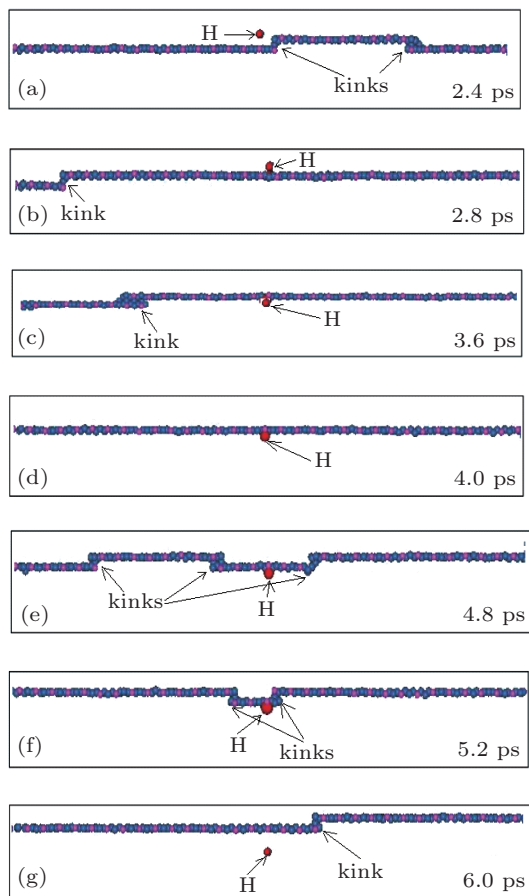 H
kinks
(a)
2.4 ps
H
(b)
kink
2.8 ps
H
(c)
kink
3.6 ps
H
(d)
4.0 ps
kinks
H
(e)
4.8 ps
H
kinks
(f)
5.2 ps
H
kink
(g)
6.0 ps